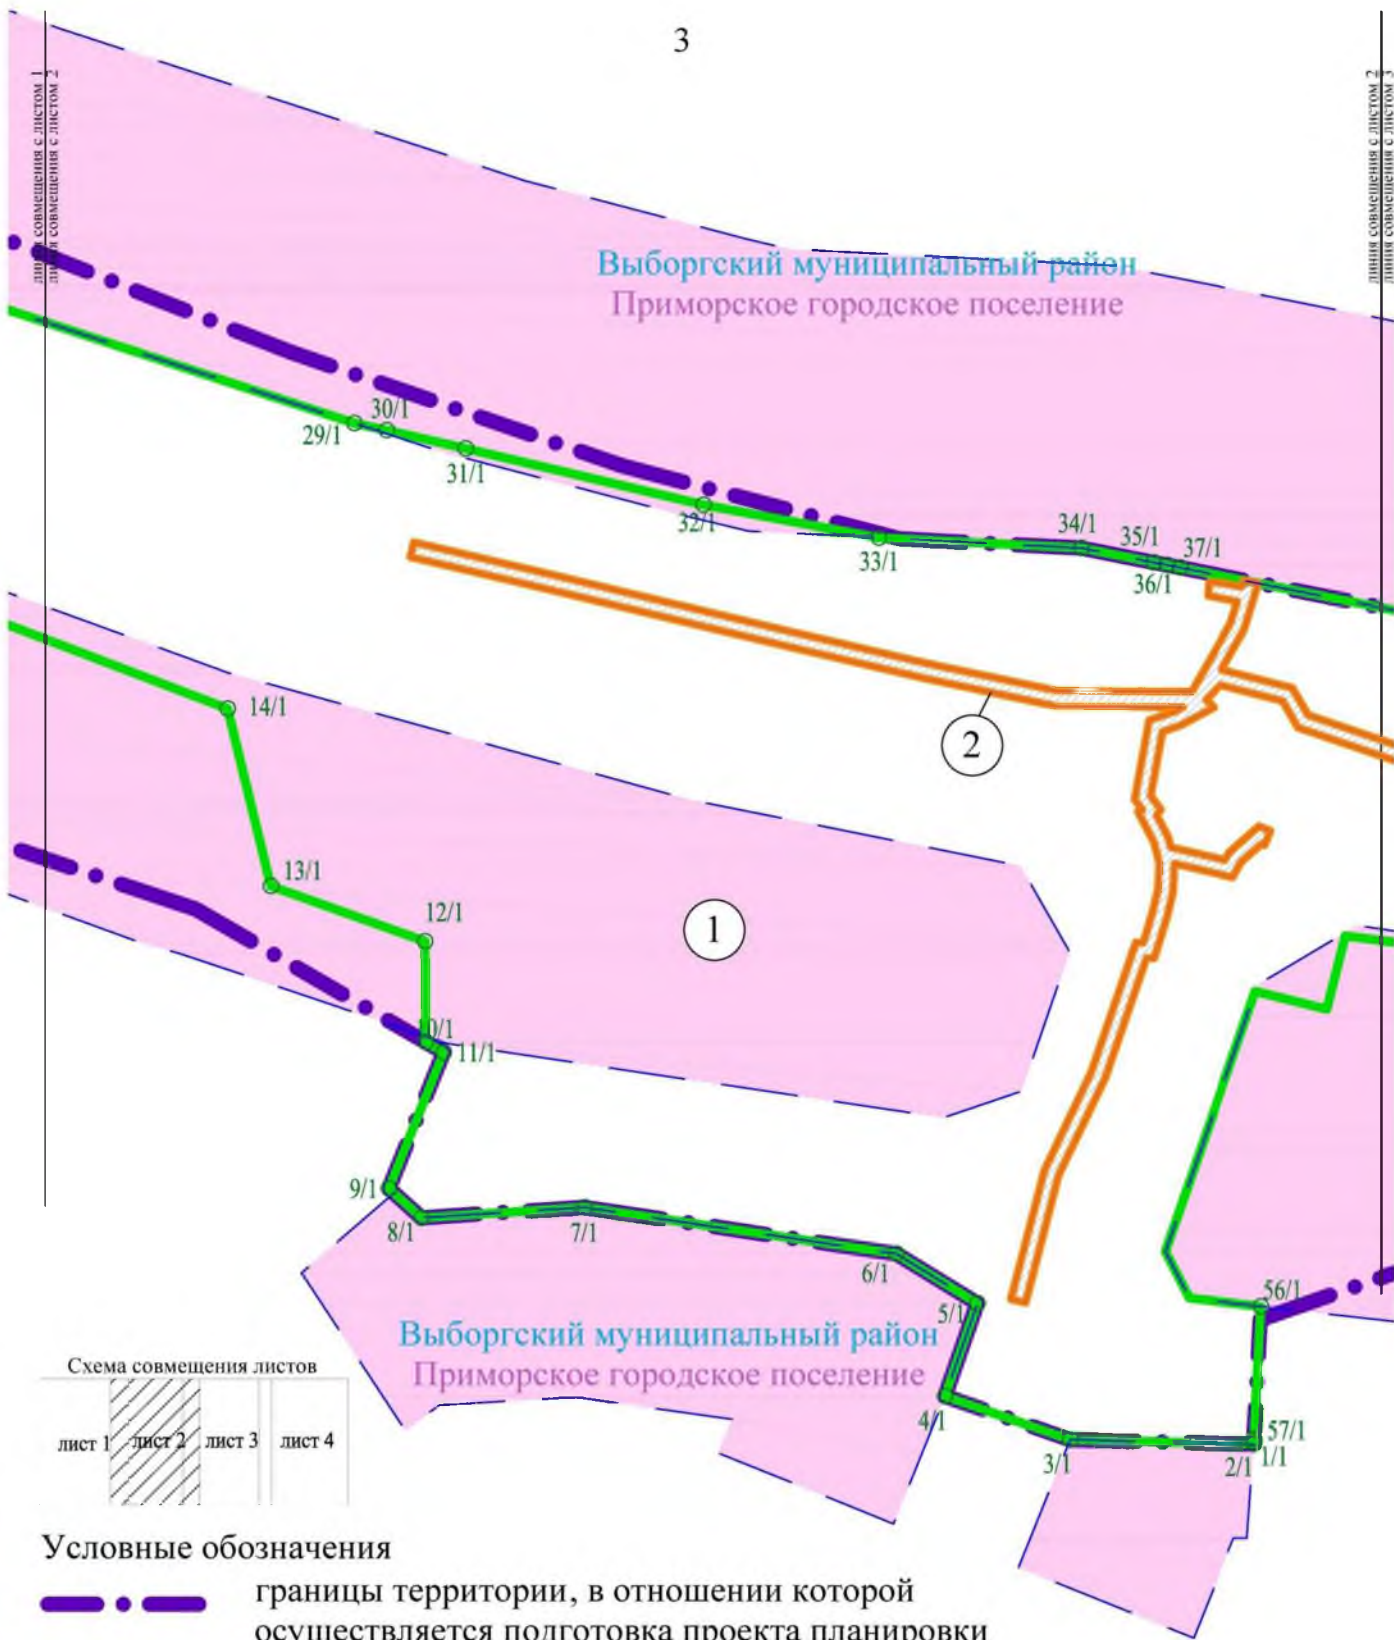 3
линия совмещения с листом 1
линия совмещения с листом 2
линия совмещения с листом 2
линия совмещения с листом 3
Выборгский муниципальный район
Приморское городское поселение
30/1
29/1
31/1
32/1
33/1
34/1
35/1
37/1
36/1
14/1
2
13/1
12/1
1
10/1
11/1
9/1
8/1
7/1
6/1
5/1
56/1
Выборгский муниципальный район
Приморское городское поселение
4/1
3/1
57/1
1/1
2/1
Схема совмещения листов
лист 1
лист 2
лист 3
лист 4
Условные обозначения
границы территории, в отношении которой
осуществляется подготовка проекта планировки